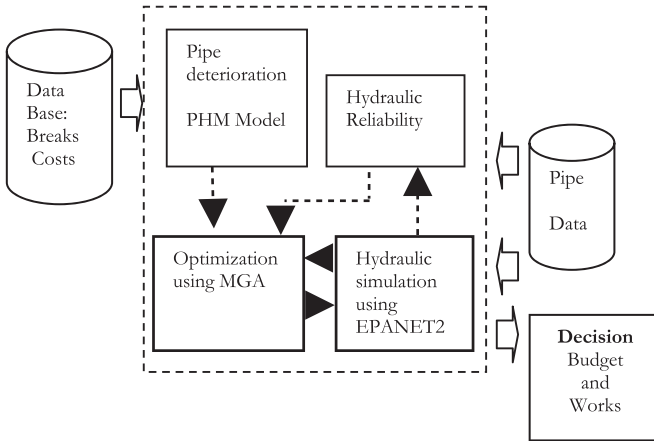 Data
Base:
Breaks
Costs
Pipe
deterioration
PHM Model
Hydraulic
Reliability
Pipe
Data
Optimization
using MGA
Hydraulic
simulation
using
EPANET2
Decision
Budget
and
Works